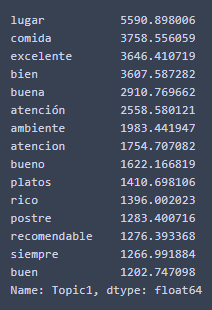 lugar 5590.898006
comida 3758.556059
excelente 3646.410719
bien 3607.587282
buena 2910.769662
atención 2558.580121
ambiente 1983.441947
atencion 1754.707082
bueno 1622.166819
platos 1410.698106
rico 1396.002023
postre 1283.400716
recomendable 1276.393368
siempre 1266.991884
buen 1202.747098
Name: Topic1, dtype: float64